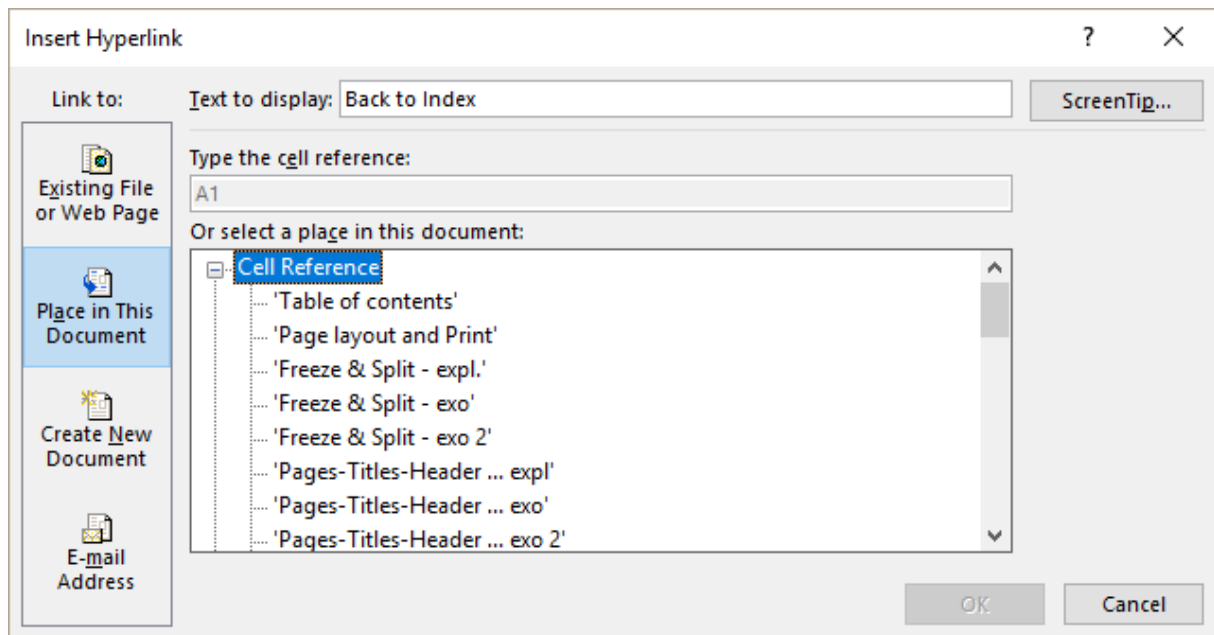 Insert Hyperlink
?
Link to:
Text to display: Back to Index
ScreenTip...
Existing File
or Web Page
Place in This
Document
Create New
Document
E-mail
Address
Type the cell reference:
A1
Or select a place in this document:
Cell Reference
'Table of contents'
'Page layout and Print'
'Freeze & Split - expl.'
'Freeze & Split - exo'
'Freeze & Split - exo 2'
'Pages-Titles-Header ... expl'
'Pages-Titles-Header ... exo'
'Pages-Titles-Header ... exo 2'
OK
Cancel